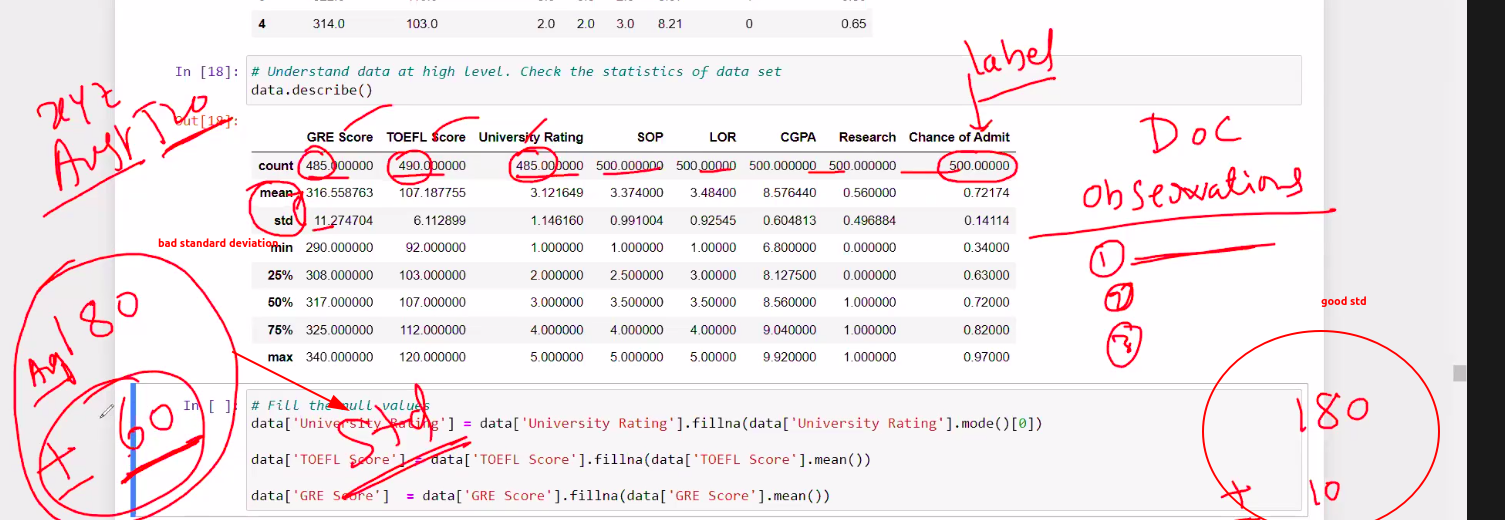 4 314.0 103.0 2.0 2.0 3.0 8.21 0 0.65
label
In [18]: # Understand data at high level. Check the statistics of data set
data.describe()
xyz
Out[18]:
Avgr 120
GRE Score TOEFL Score University Rating SOP LOR CGPA Research Chance of Admit
DOC
count 485.000000 490.000000 485.000000 500.000000 500.00000 500.000000 500.000000 500.00000
mean 316.558763 107.187755 3.121649 3.374000 3.48400 8.576440 0.560000 0.72174
observations
std 11.274704 6.112899 1.146160 0.991004 0.92545 0.604813 0.496884 0.14114
bad standard deviation
min 290.000000 92.000000 1.000000 1.000000 1.00000 6.800000 0.000000 0.34000
1
25% 308.000000 103.000000 2.000000 2.500000 3.00000 8.127500 0.000000 0.63000
2
50% 317.000000 107.000000 3.000000 3.500000 3.50000 8.560000 1.000000 0.72000
good std
180
75% 325.000000 112.000000 4.000000 4.000000 4.00000 9.040000 1.000000 0.82000
3
max 340.000000 120.000000 5.000000 5.000000 5.00000 9.920000 1.000000 0.97000
Avg
In [ ]: # Fill the null values
data['University Rating'] = data['University Rating'].fillna(data['University Rating'].mode()[0])
180
± 60
Std
data['TOEFL Score'] = data['TOEFL Score'].fillna(data['TOEFL Score'].mean())
data['GRE Score'] = data['GRE Score'].fillna(data['GRE Score'].mean())
± 10